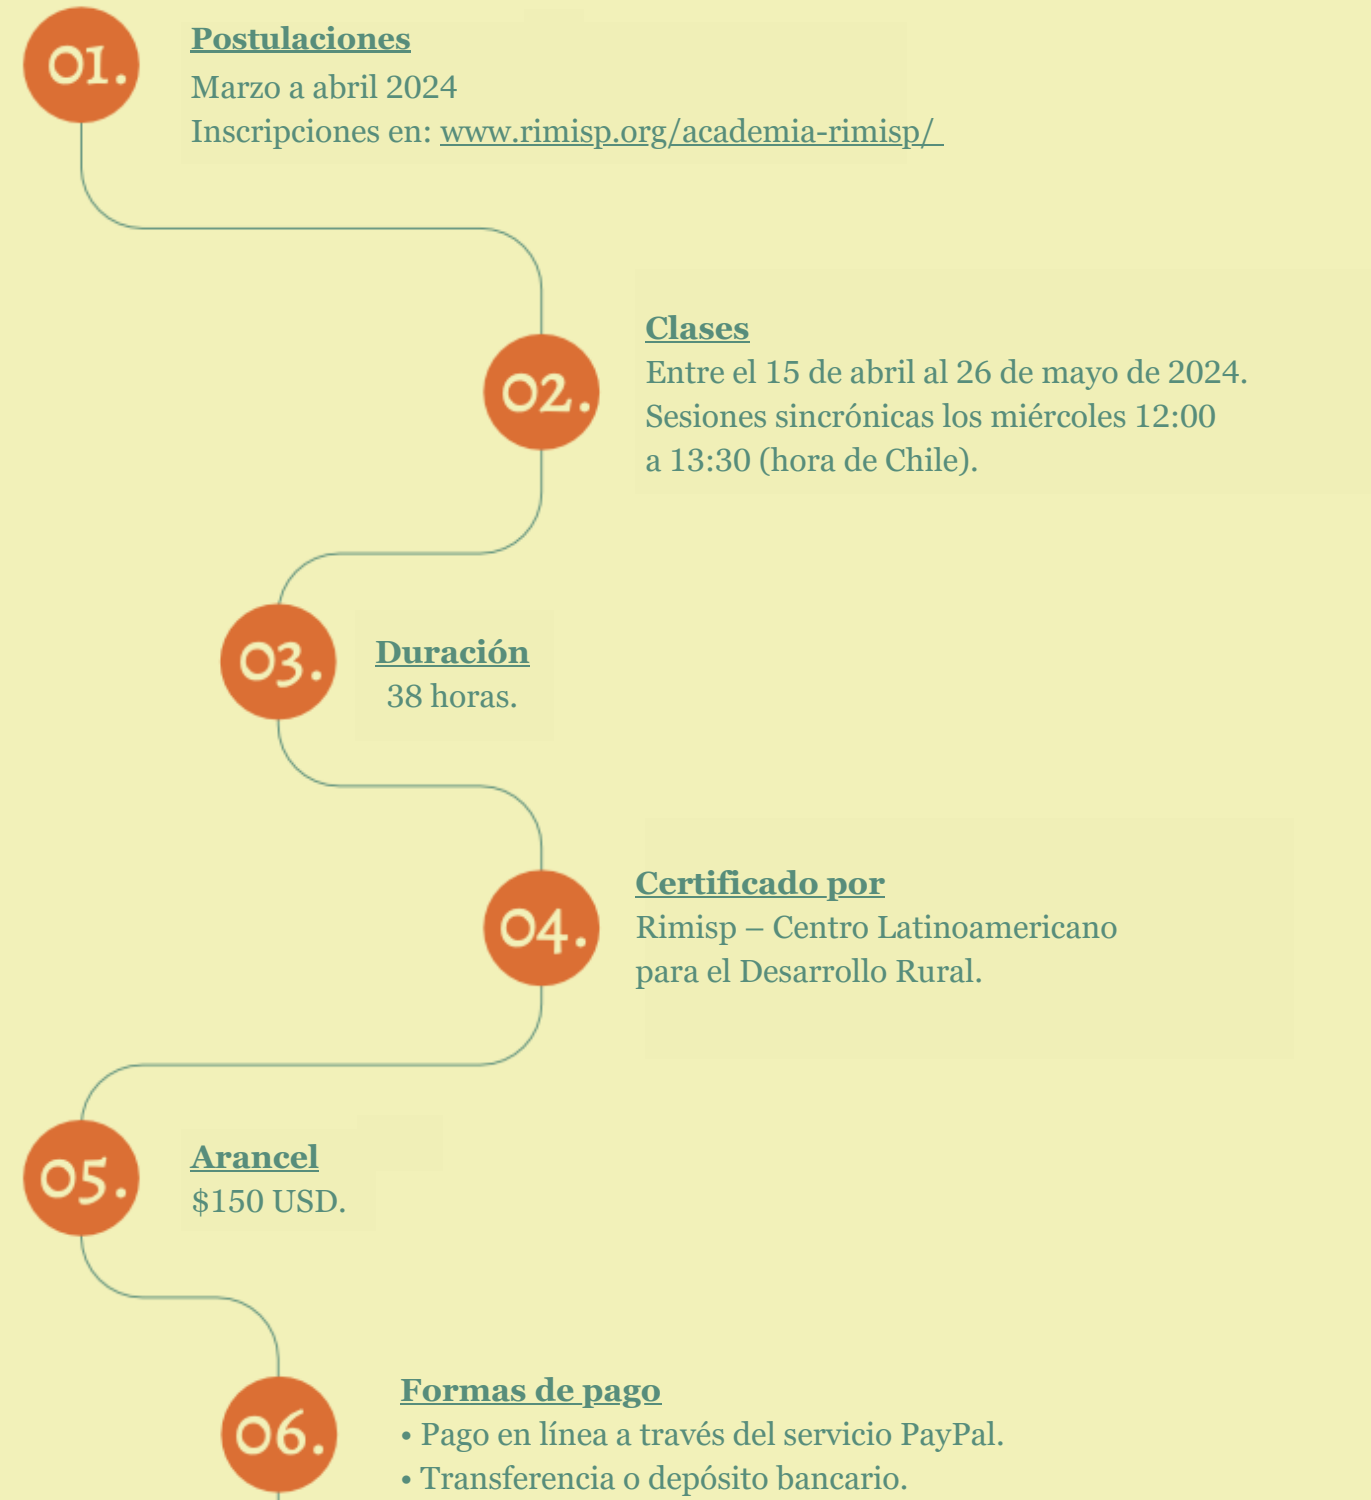 01.
Postulaciones
Marzo a abril 2024
Inscripciones en: www.rimisp.org/academia-rimisp/
02.
Clases
Entre el 15 de abril al 26 de mayo de 2024.
Sesiones sincrónicas los miércoles 12:00
a 13:30 (hora de Chile).
03.
Duración
38 horas.
04.
Certificado por
Rimisp – Centro Latinoamericano
para el Desarrollo Rural.
05.
Arancel
$150 USD.
06.
Formas de pago
• Pago en línea a través del servicio PayPal.
• Transferencia o depósito bancario.